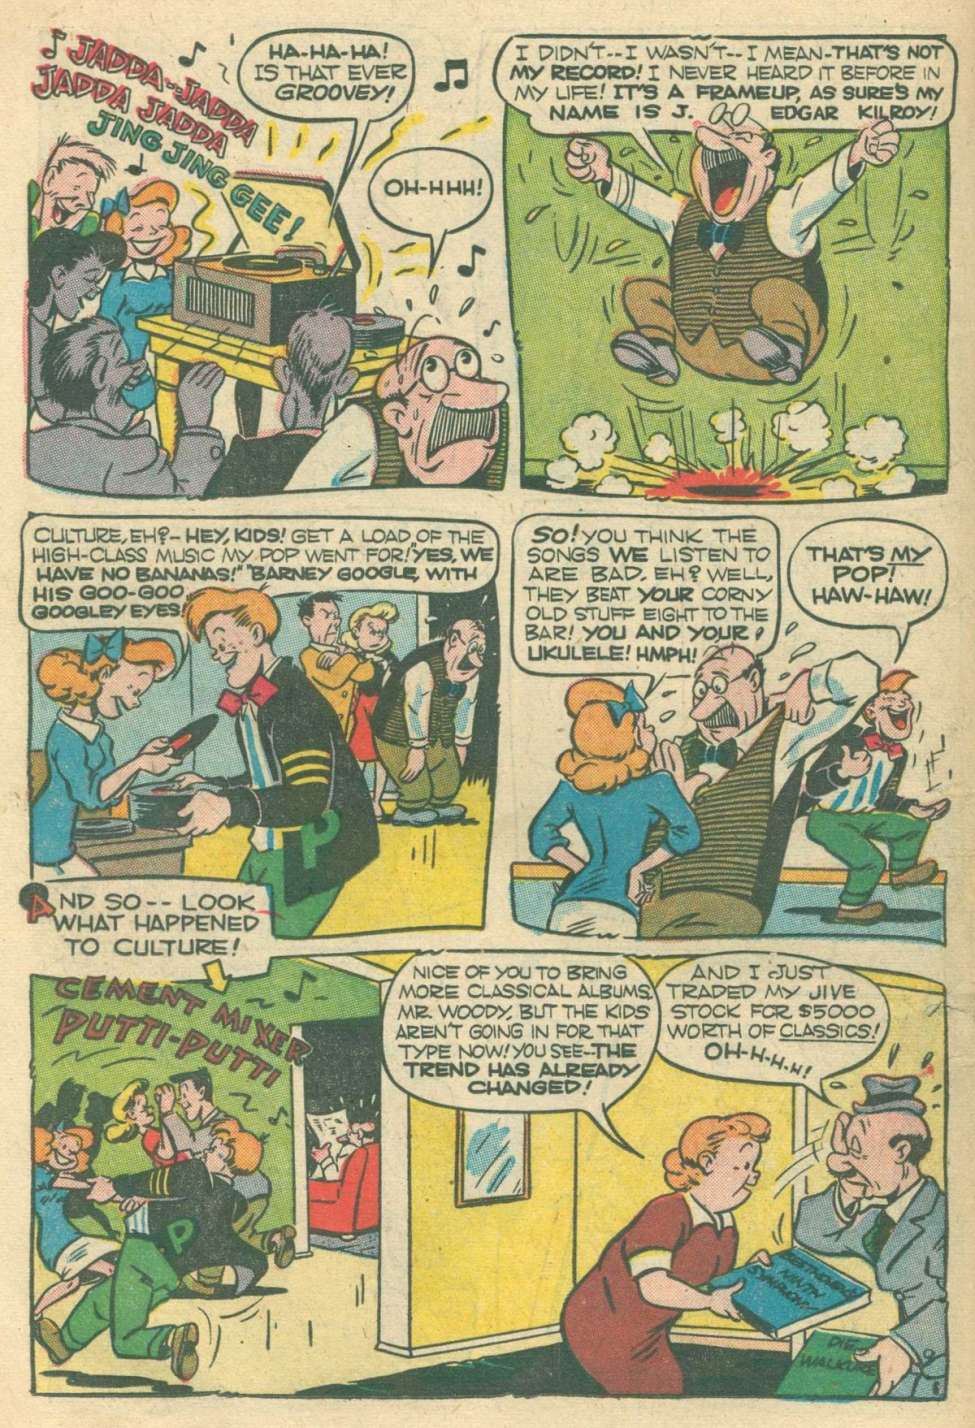 JADDA--JADDA
JADDA JADDA
JING JING
GEE!
HA-HA-HA!
IS THAT EVER
GROOVEY!
OH-HHH!
I DIDN'T--I WASN'T--I MEAN-THAT'S NOT
MY RECORD! I NEVER HEARD IT BEFORE IN
MY LIFE! IT'S A FRAMEUP, AS SURE'S MY
NAME IS J. EDGAR KILROY!
CULTURE, EH?-HEY, KIDS! GET A LOAD OF THE
HIGH-CLASS MUSIC MY POP WENT FOR! "YES, WE
HAVE NO BANANAS!" "BARNEY GOOGLE, WITH
HIS GOO-GOO
GOOGLEY EYES!
P
SO! YOU THINK THE
SONGS WE LISTEN TO
ARE BAD, EH? WELL,
THEY BEAT YOUR CORNY
OLD STUFF EIGHT TO THE
BAR! YOU AND YOUR
UKULELE! HMPH!
THAT'S MY
POP!
HAW-HAW!
AND SO--LOOK
WHAT HAPPENED
TO CULTURE!
CEMENT MIXER
PUTTI-PUTTI
P
NICE OF YOU TO BRING
MORE CLASSICAL ALBUMS,
MR. WOODY, BUT THE KIDS
AREN'T GOING IN FOR THAT
TYPE NOW! YOU SEE--THE
TREND HAS ALREADY
CHANGED!
AND I JUST
TRADED MY JIVE
STOCK FOR $5000
WORTH OF CLASSICS!
OH-H-H-H!
BEETHOVEN'S
NINTH
SYMPHONY
DIE
WALKURE